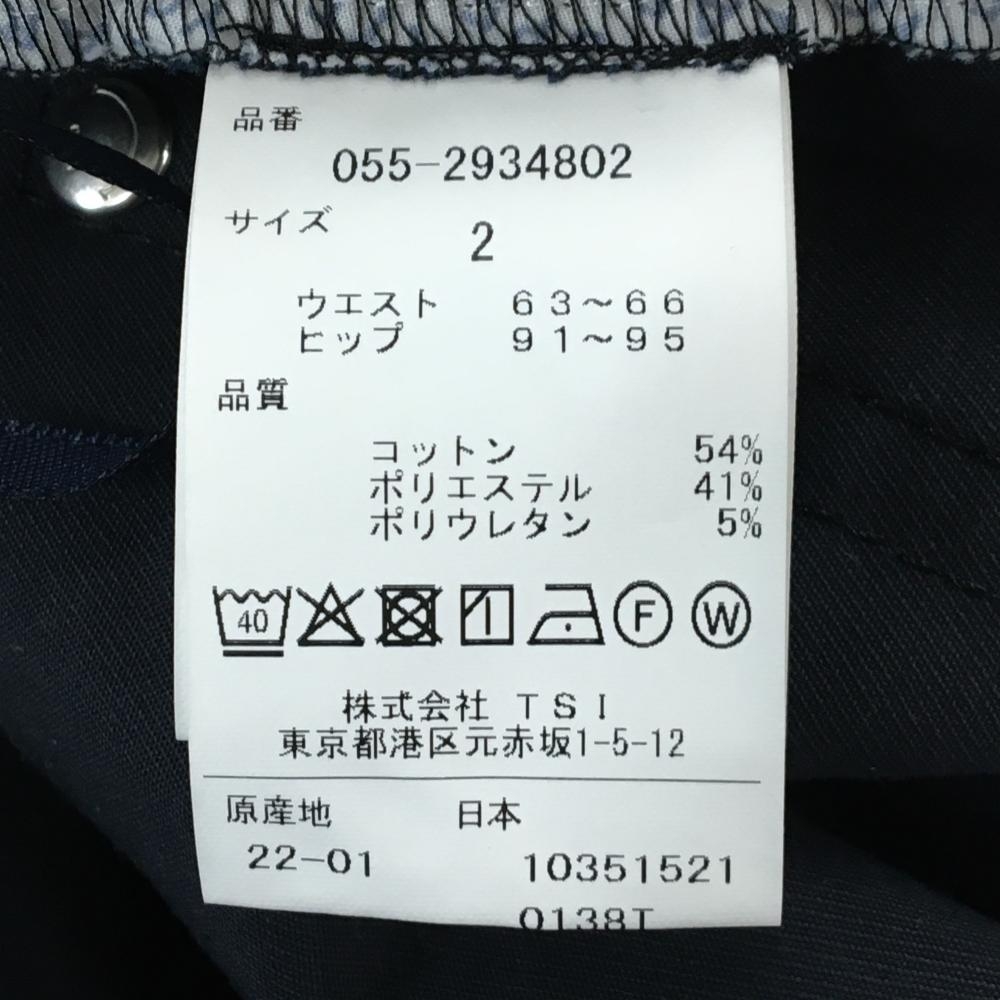 品番
055-2934802
サイズ
2
ウエスト 63～66
ヒップ 91～95
品質
コットン 54%
ポリエステル 41%
ポリウレタン 5%
40 F W
株式会社 TSI
東京都港区元赤坂1-5-12
原産地 日本
22-01 10351521
0138T